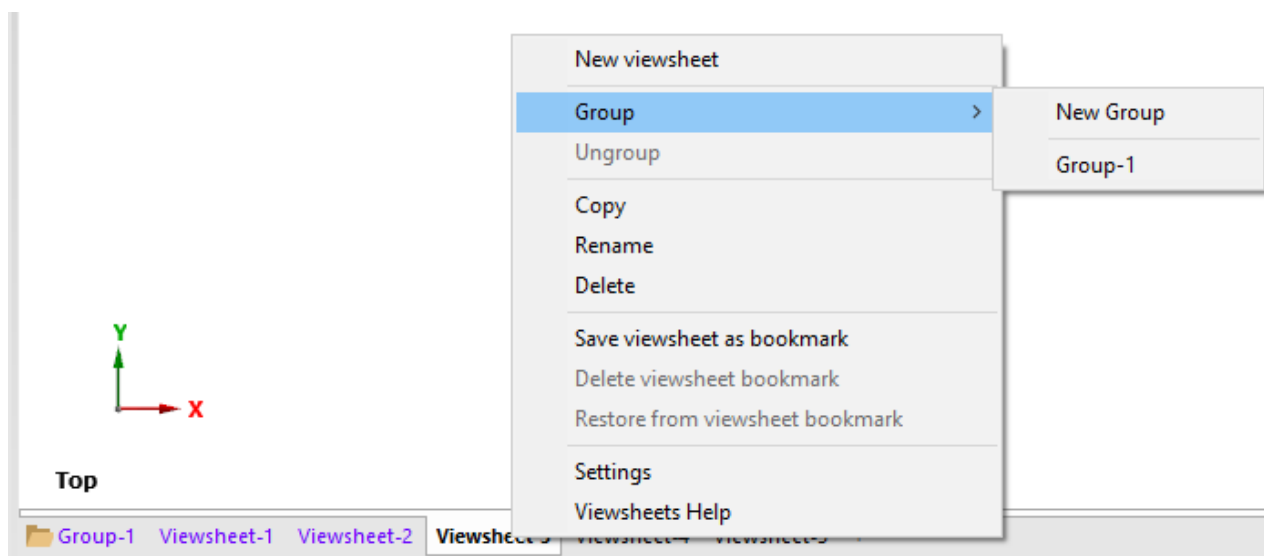 New viewsheet
Group
New Group
Ungroup
Group-1
Copy
Rename
Delete
Save viewsheet as bookmark
Delete viewsheet bookmark
Restore from viewsheet bookmark
Settings
Viewsheets Help
Y
X
Top
Group-1 Viewsheet-1 Viewsheet-2